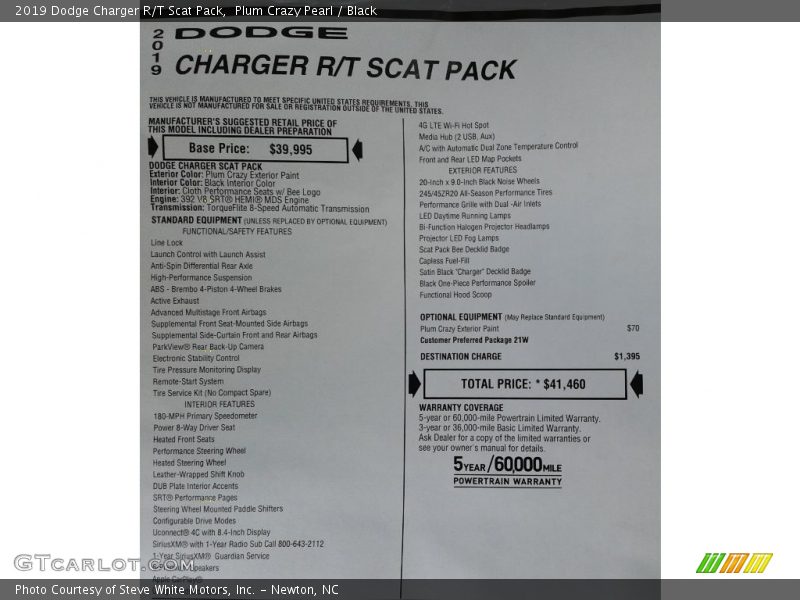 2019 Dodge Charger R/T Scat Pack, Plum Crazy Pearl / Black
2019
DODGE
CHARGER R/T SCAT PACK
THIS VEHICLE IS MANUFACTURED TO MEET SPECIFIC UNITED STATES REQUIREMENTS. THIS
VEHICLE IS NOT MANUFACTURED FOR SALE OR REGISTRATION OUTSIDE OF THE UNITED STATES.
MANUFACTURER'S SUGGESTED RETAIL PRICE OF
THIS MODEL INCLUDING DEALER PREPARATION
Base Price: $39,995
DODGE CHARGER SCAT PACK
Exterior Color: Plum Crazy Exterior Paint
Interior Color: Black Interior Color
Interior: Cloth Performance Seats w/ Bee Logo
Engine: 392 V8 SRT® HEMI® MDS Engine
Transmission: TorqueFlite 8-Speed Automatic Transmission
STANDARD EQUIPMENT (UNLESS REPLACED BY OPTIONAL EQUIPMENT)
FUNCTIONAL/SAFETY FEATURES
Line Lock
Launch Control with Launch Assist
Anti-Spin Differential Rear Axle
High-Performance Suspension
ABS - Brembo 4-Piston 4-Wheel Brakes
Active Exhaust
Advanced Multistage Front Airbags
Supplemental Front Seat-Mounted Side Airbags
Supplemental Side-Curtain Front and Rear Airbags
ParkView® Rear Back-Up Camera
Electronic Stability Control
Tire Pressure Monitoring Display
Remote-Start System
Tire Service Kit (No Compact Spare)
INTERIOR FEATURES
180-MPH Primary Speedometer
Power 8-Way Driver Seat
Heated Front Seats
Performance Steering Wheel
Heated Steering Wheel
Leather-Wrapped Shift Knob
DUB Plate Interior Accents
SRT® Performance Pages
Steering Wheel Mounted Paddle Shifters
Configurable Drive Modes
Uconnect® 4C with 8.4-Inch Display
SiriusXM® with 1-Year Radio Sub Call 800-643-2112
1-Year SiriusXM® Guardian Service
Speakers
Apple CarPlay®
4G LTE Wi-Fi Hot Spot
Media Hub (2 USB, Aux)
A/C with Automatic Dual Zone Temperature Control
Front and Rear LED Map Pockets
EXTERIOR FEATURES
20-Inch x 9.0-Inch Black Noise Wheels
245/45ZR20 All-Season Performance Tires
Performance Grille with Dual -Air Inlets
LED Daytime Running Lamps
Bi-Function Halogen Projector Headlamps
Projector LED Fog Lamps
Scat Pack Bee Decklid Badge
Capless Fuel-Fill
Satin Black "Charger" Decklid Badge
Black One-Piece Performance Spoiler
Functional Hood Scoop
OPTIONAL EQUIPMENT (May Replace Standard Equipment)
Plum Crazy Exterior Paint $70
Customer Preferred Package 21W
DESTINATION CHARGE $1,395
TOTAL PRICE: * $41,460
WARRANTY COVERAGE
5-year or 60,000-mile Powertrain Limited Warranty.
3-year or 36,000-mile Basic Limited Warranty.
Ask Dealer for a copy of the limited warranties or
see your owner's manual for details.
5 YEAR/60,000 MILE
POWERTRAIN WARRANTY
GTCARLOT.COM
Photo Courtesy of Steve White Motors, Inc. – Newton, NC